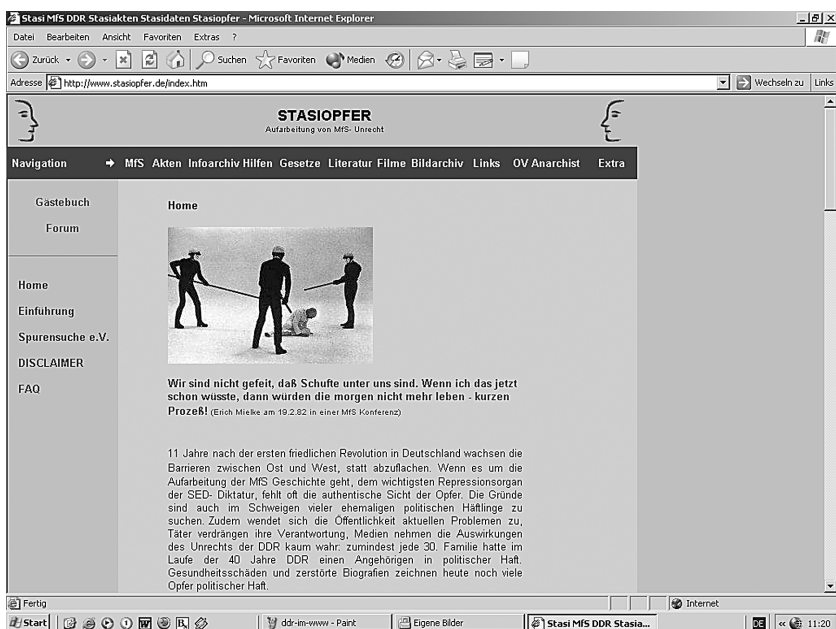 Stasi MfS DDR Stasiakten Stasidaten Stasiopfer - Microsoft Internet Explorer
Datei Bearbeiten Ansicht Favoriten Extras ?
Zurück Suchen Favoriten Medien
Adresse http://www.stasiopfer.de/index.htm Wechseln zu Links
STASIOPFER
Aufarbeitung von MfS- Unrecht
Navigation MfS Akten Infoarchiv Hilfen Gesetze Literatur Filme Bildarchiv Links OV Anarchist Extra
Gästebuch
Forum
Home
Einführung
Spurensuche e.V.
DISCLAIMER
FAQ
Home
Wir sind nicht gefeit, daß Schufte unter uns sind. Wenn ich das jetzt
schon wüsste, dann würden die morgen nicht mehr leben - kurzen
Prozeß! (Erich Mielke am 19.2.82 in einer MfS Konferenz)
11 Jahre nach der ersten friedlichen Revolution in Deutschland wachsen die
Barrieren zwischen Ost und West, statt abzuflachen. Wenn es um die
Aufarbeitung der MfS Geschichte geht, dem wichtigsten Repressionsorgan
der SED- Diktatur, fehlt oft die authentische Sicht der Opfer. Die Gründe
sind auch im Schweigen vieler ehemaligen politischen Häftlinge zu
suchen. Zudem wendet sich die Öffentlichkeit aktuellen Problemen zu,
Täter verdrängen ihre Verantwortung, Medien nehmen die Auswirkungen
des Unrechts der DDR kaum wahr: zumindest jede 30. Familie hatte im
Laufe der 40 Jahre DDR einen Angehörigen in politischer Haft.
Gesundheitsschäden und zerstörte Biografien zeichnen heute noch viele
Opfer politischer Haft.
Fertig Internet
Start ddr-im-www - Paint Eigene Bilder Stasi MfS DDR Stasia... DE « 11:20